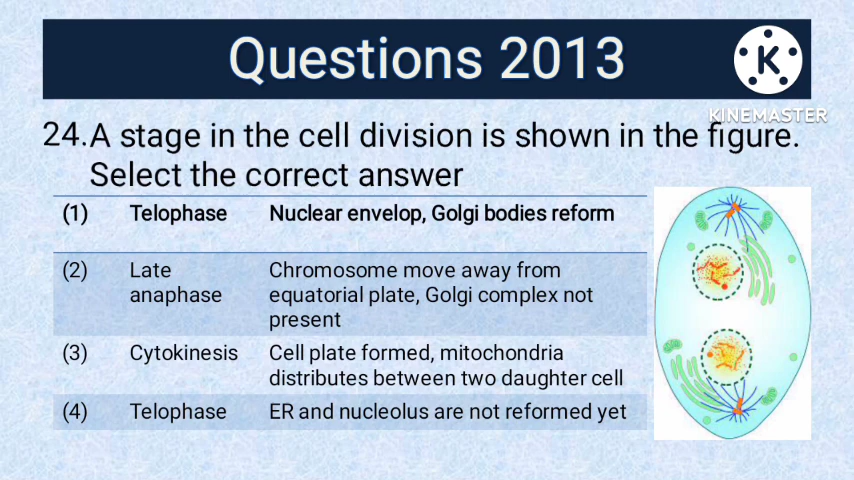 Questions 2013
K
KINEMASTER
24.A stage in the cell division is shown in the figure.
Select the correct answer
(1) Telophase Nuclear envelop, Golgi bodies reform
(2) Late anaphase Chromosome move away from equatorial plate, Golgi complex not present
(3) Cytokinesis Cell plate formed, mitochondria distributes between two daughter cell
(4) Telophase ER and nucleolus are not reformed yet